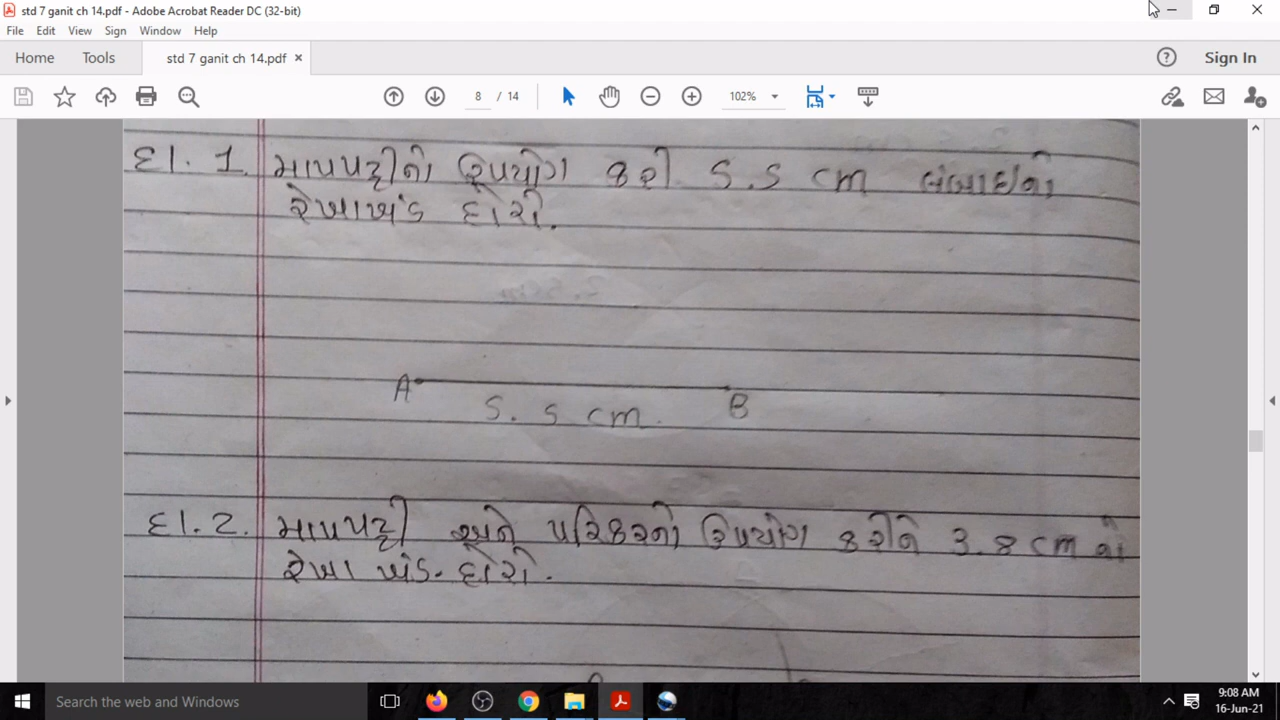 std 7 ganit ch 14.pdf - Adobe Acrobat Reader DC (32-bit)
File Edit View Sign Window Help
Home Tools std 7 ganit ch 14.pdf × Sign In
8 / 14 102%
દા. 1. માપપટ્ટીનો ઉપયોગ કરી 5.5 cm લંબાઇનો
રેખાખંડ દોરો.
A B
5.5 cm.
દા. 2. માપપટ્ટી અને પરિકરનો ઉપયોગ કરીને 3.8 cm નો
રેખા ખંડ દોરો.
Search the web and Windows
9:08 AM
16-Jun-21